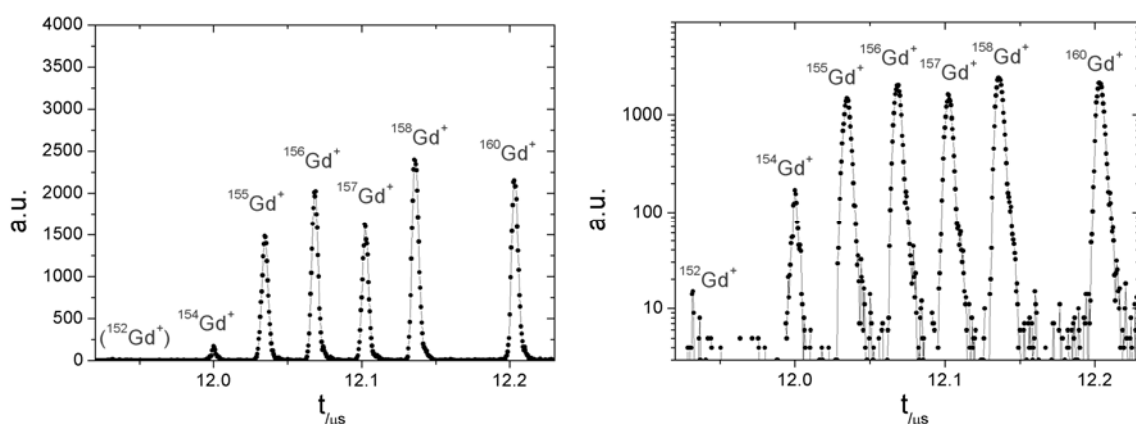 4000
3500
3000
2500
2000
1500
1000
500
0
a.u.
(¹⁵²Gd⁺)
¹⁵⁴Gd⁺
¹⁵⁵Gd⁺
¹⁵⁶Gd⁺
¹⁵⁷Gd⁺
¹⁵⁸Gd⁺
¹⁶⁰Gd⁺
12.0
12.1
12.2
t/µs
1000
100
10
a.u.
¹⁵²Gd⁺
¹⁵⁴Gd⁺
¹⁵⁵Gd⁺
¹⁵⁶Gd⁺
¹⁵⁷Gd⁺
¹⁵⁸Gd⁺
¹⁶⁰Gd⁺
12.0
12.1
12.2
t/µs